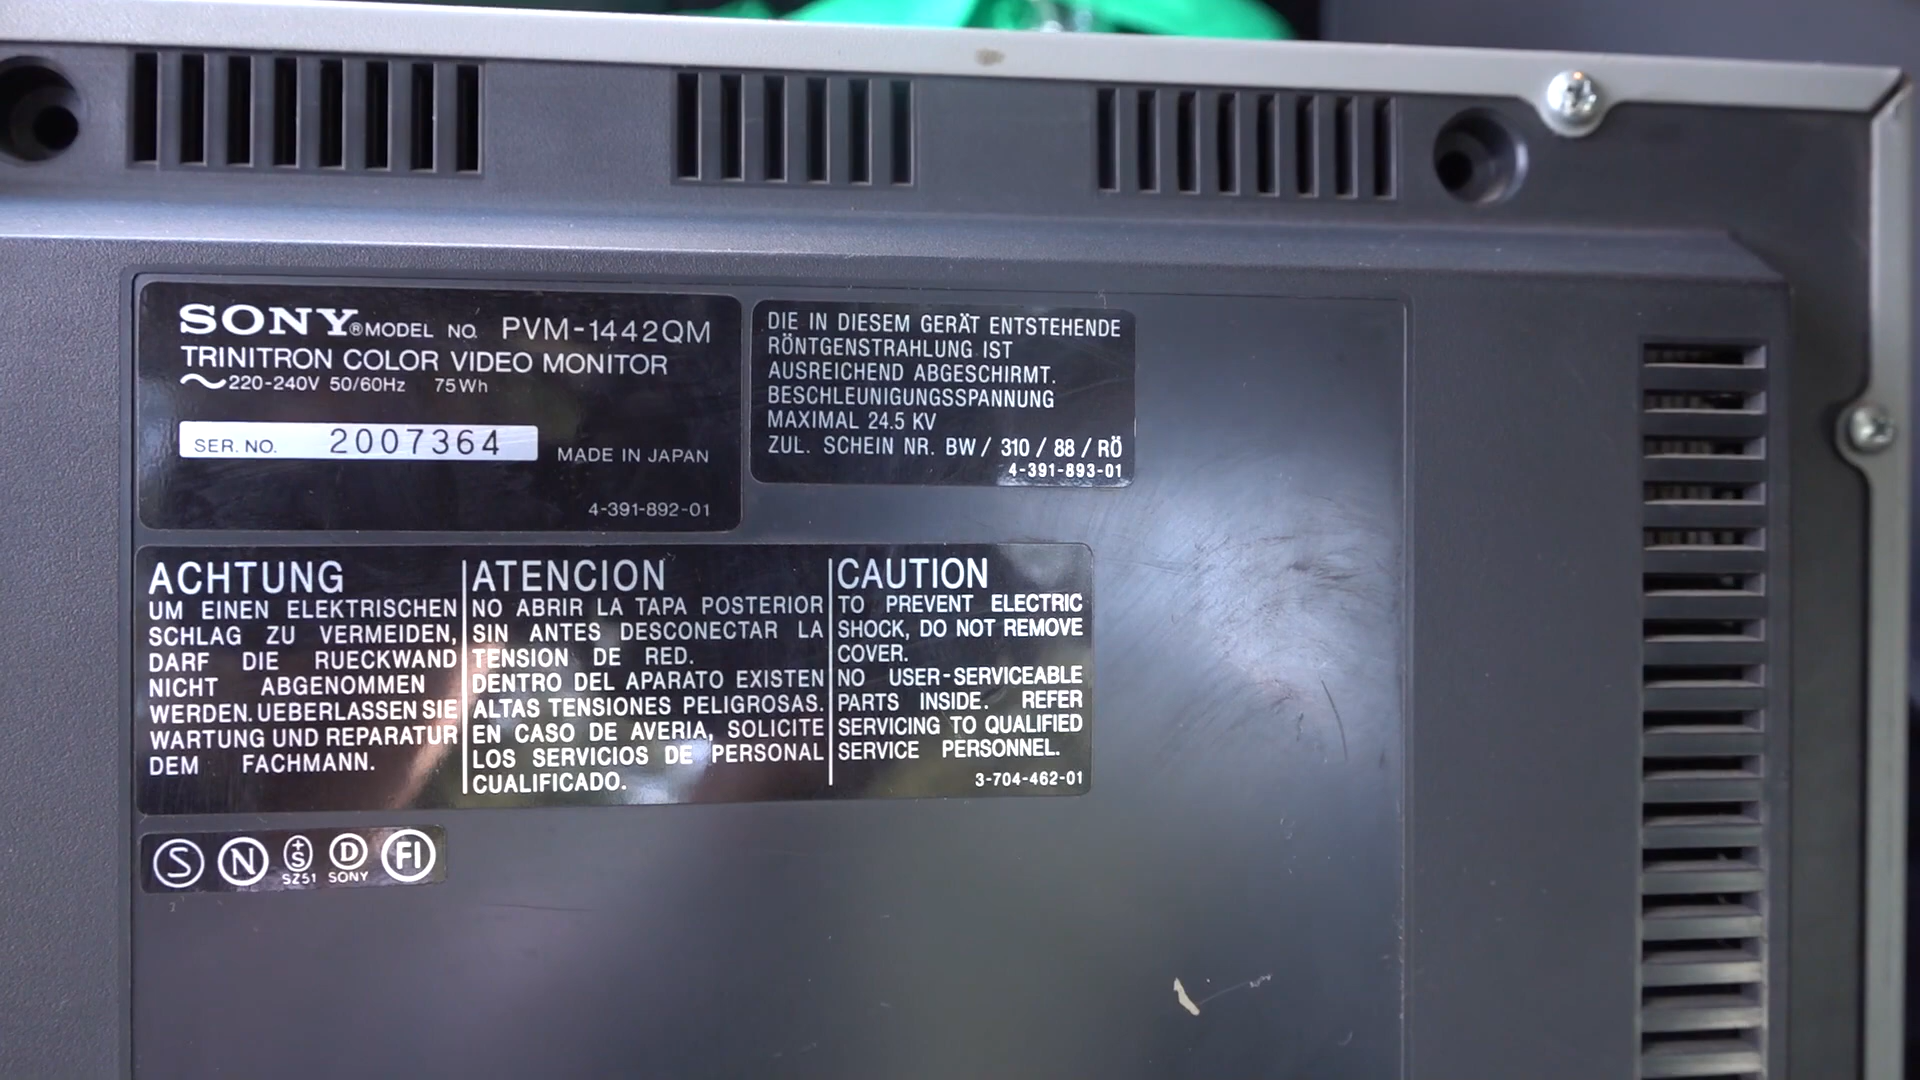 SONY® MODEL NO. PVM-1442QM
TRINITRON COLOR VIDEO MONITOR
~220-240V 50/60Hz 75Wh
SER. NO. 2007364
MADE IN JAPAN
4-391-892-01
DIE IN DIESEM GERÄT ENTSTEHENDE
RÖNTGENSTRAHLUNG IST
AUSREICHEND ABGESCHIRMT.
BESCHLEUNIGUNGSSPANNUNG
MAXIMAL 24.5 KV
ZUL. SCHEIN NR. BW / 310 / 88 / RÖ
4-391-893-01
ACHTUNG
UM EINEN ELEKTRISCHEN
SCHLAG ZU VERMEIDEN,
DARF DIE RUECKWAND
NICHT ABGENOMMEN
WERDEN. UEBERLASSEN SIE
WARTUNG UND REPARATUR
DEM FACHMANN.
ATENCION
NO ABRIR LA TAPA POSTERIOR
SIN ANTES DESCONECTAR LA
TENSION DE RED.
DENTRO DEL APARATO EXISTEN
ALTAS TENSIONES PELIGROSAS.
EN CASO DE AVERIA, SOLICITE
LOS SERVICIOS DE PERSONAL
CUALIFICADO.
CAUTION
TO PREVENT ELECTRIC
SHOCK, DO NOT REMOVE
COVER.
NO USER-SERVICEABLE
PARTS INSIDE. REFER
SERVICING TO QUALIFIED
SERVICE PERSONNEL.
3-704-462-01
S N +S D FI
SZ51 SONY